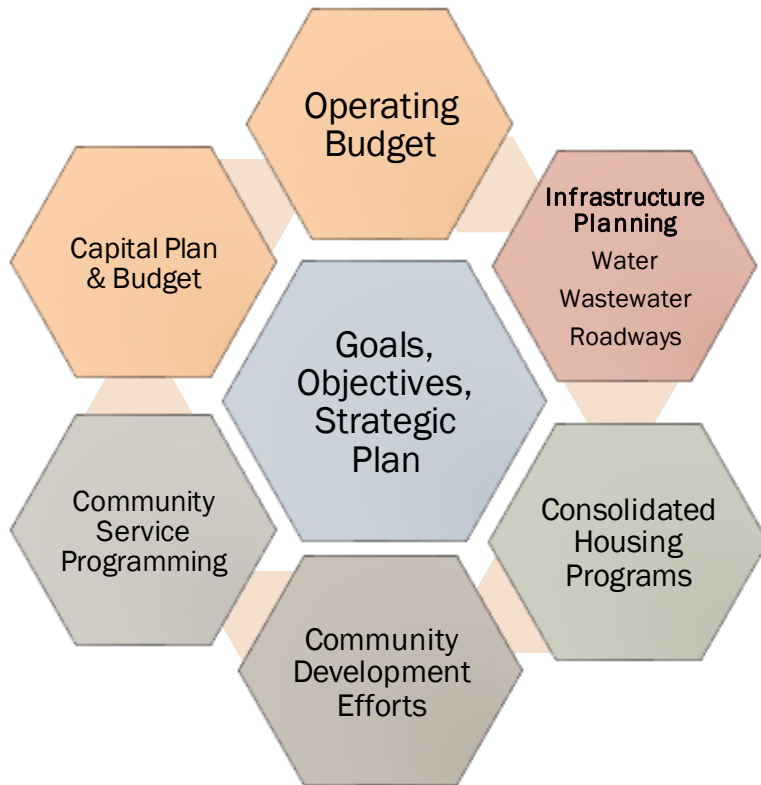 Operating
Budget
Infrastructure
Planning
Water
Wastewater
Roadways
Capital Plan
& Budget
Goals,
Objectives,
Strategic
Plan
Community
Service
Programming
Consolidated
Housing
Programs
Community
Development
Efforts